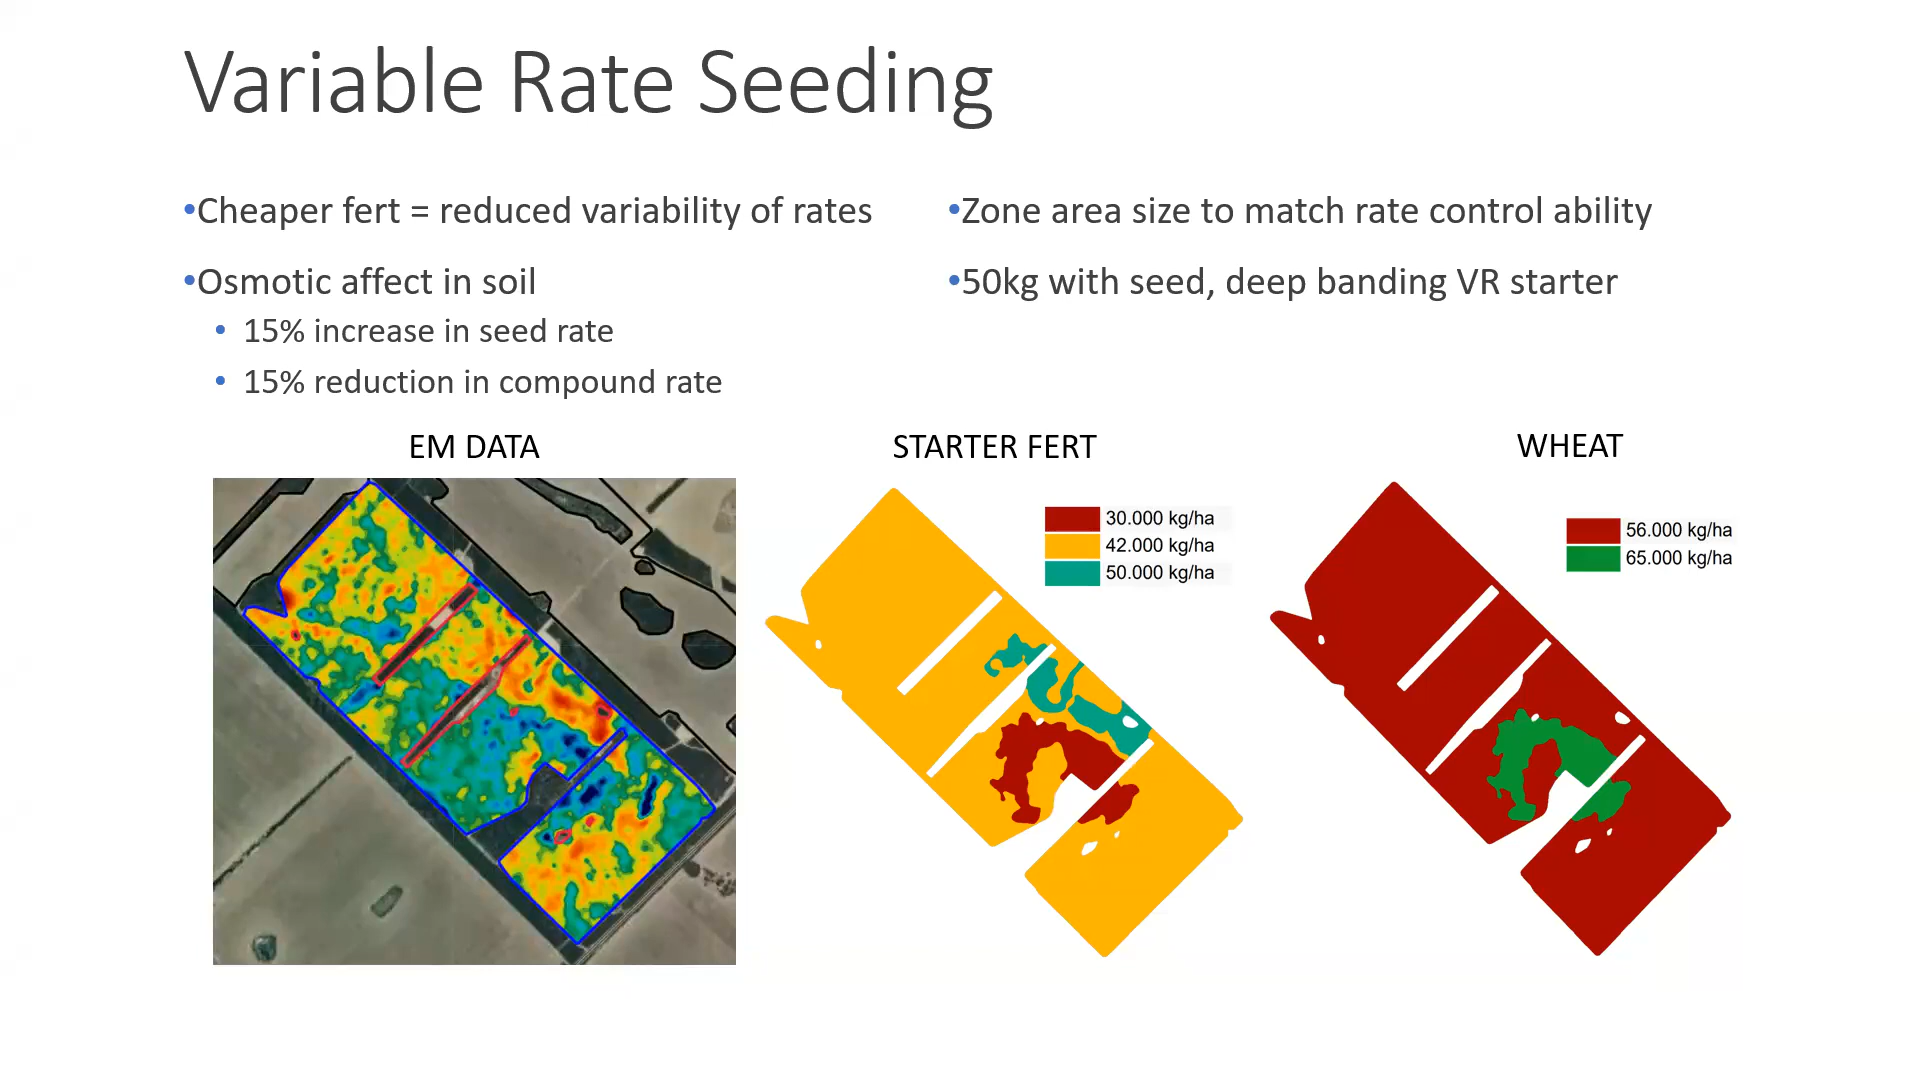 Variable Rate Seeding
•Cheaper fert = reduced variability of rates
•Osmotic affect in soil
• 15% increase in seed rate
• 15% reduction in compound rate
•Zone area size to match rate control ability
•50kg with seed, deep banding VR starter
EM DATA
STARTER FERT
30.000 kg/ha
42.000 kg/ha
50.000 kg/ha
WHEAT
56.000 kg/ha
65.000 kg/ha